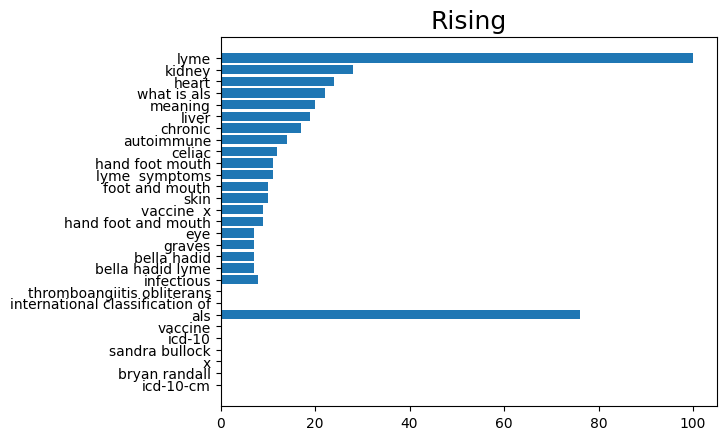 Rising
lyme
kidney
heart
what is als
meaning
liver
chronic
autoimmune
celiac
hand foot mouth
lyme  symptoms
foot and mouth
skin
vaccine  x
hand foot and mouth
eye
graves
bella hadid
bella hadid lyme
infectious
thromboangiitis obliterans
international classification of
als
vaccine
icd-10
sandra bullock
x
bryan randall
icd-10-cm
0 20 40 60 80 100